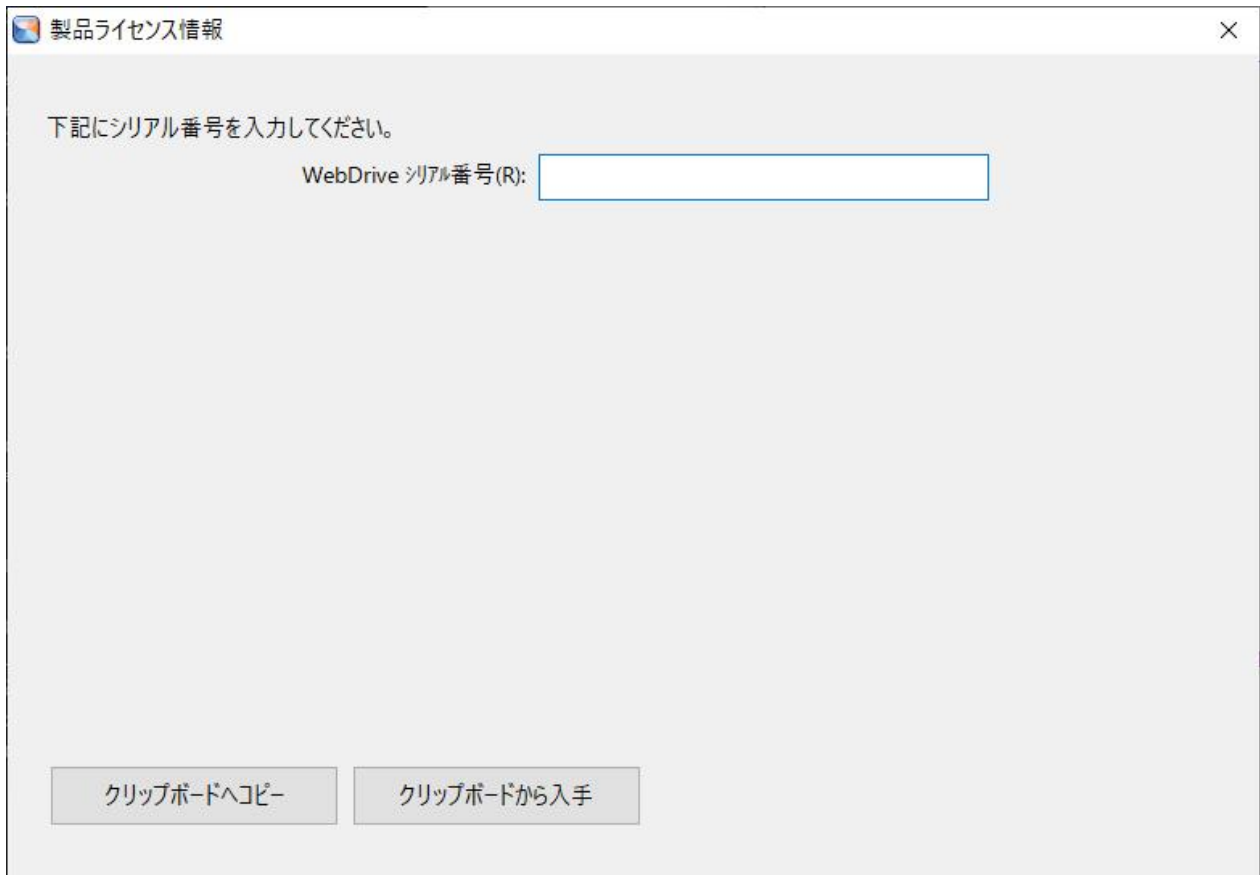 製品ライセンス情報
下記にシリアル番号を入力してください。
WebDrive ｼﾘｱﾙ番号(R):
クリップボードへコピー
クリップボードから入手